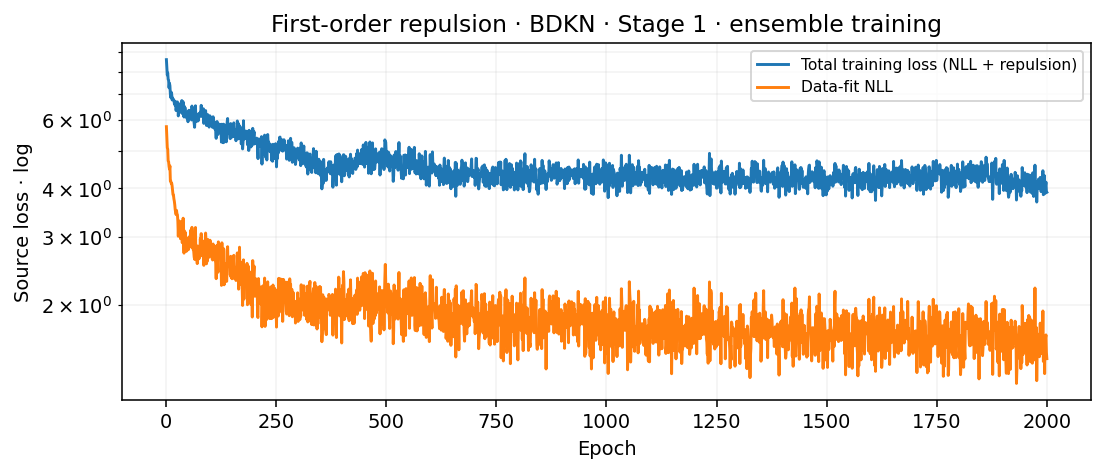 First-order repulsion · BDKN · Stage 1 · ensemble training
Total training loss (NLL + repulsion)
Data-fit NLL
Source loss · log
6 × 10⁰
4 × 10⁰
3 × 10⁰
2 × 10⁰
0 250 500 750 1000 1250 1500 1750 2000
Epoch